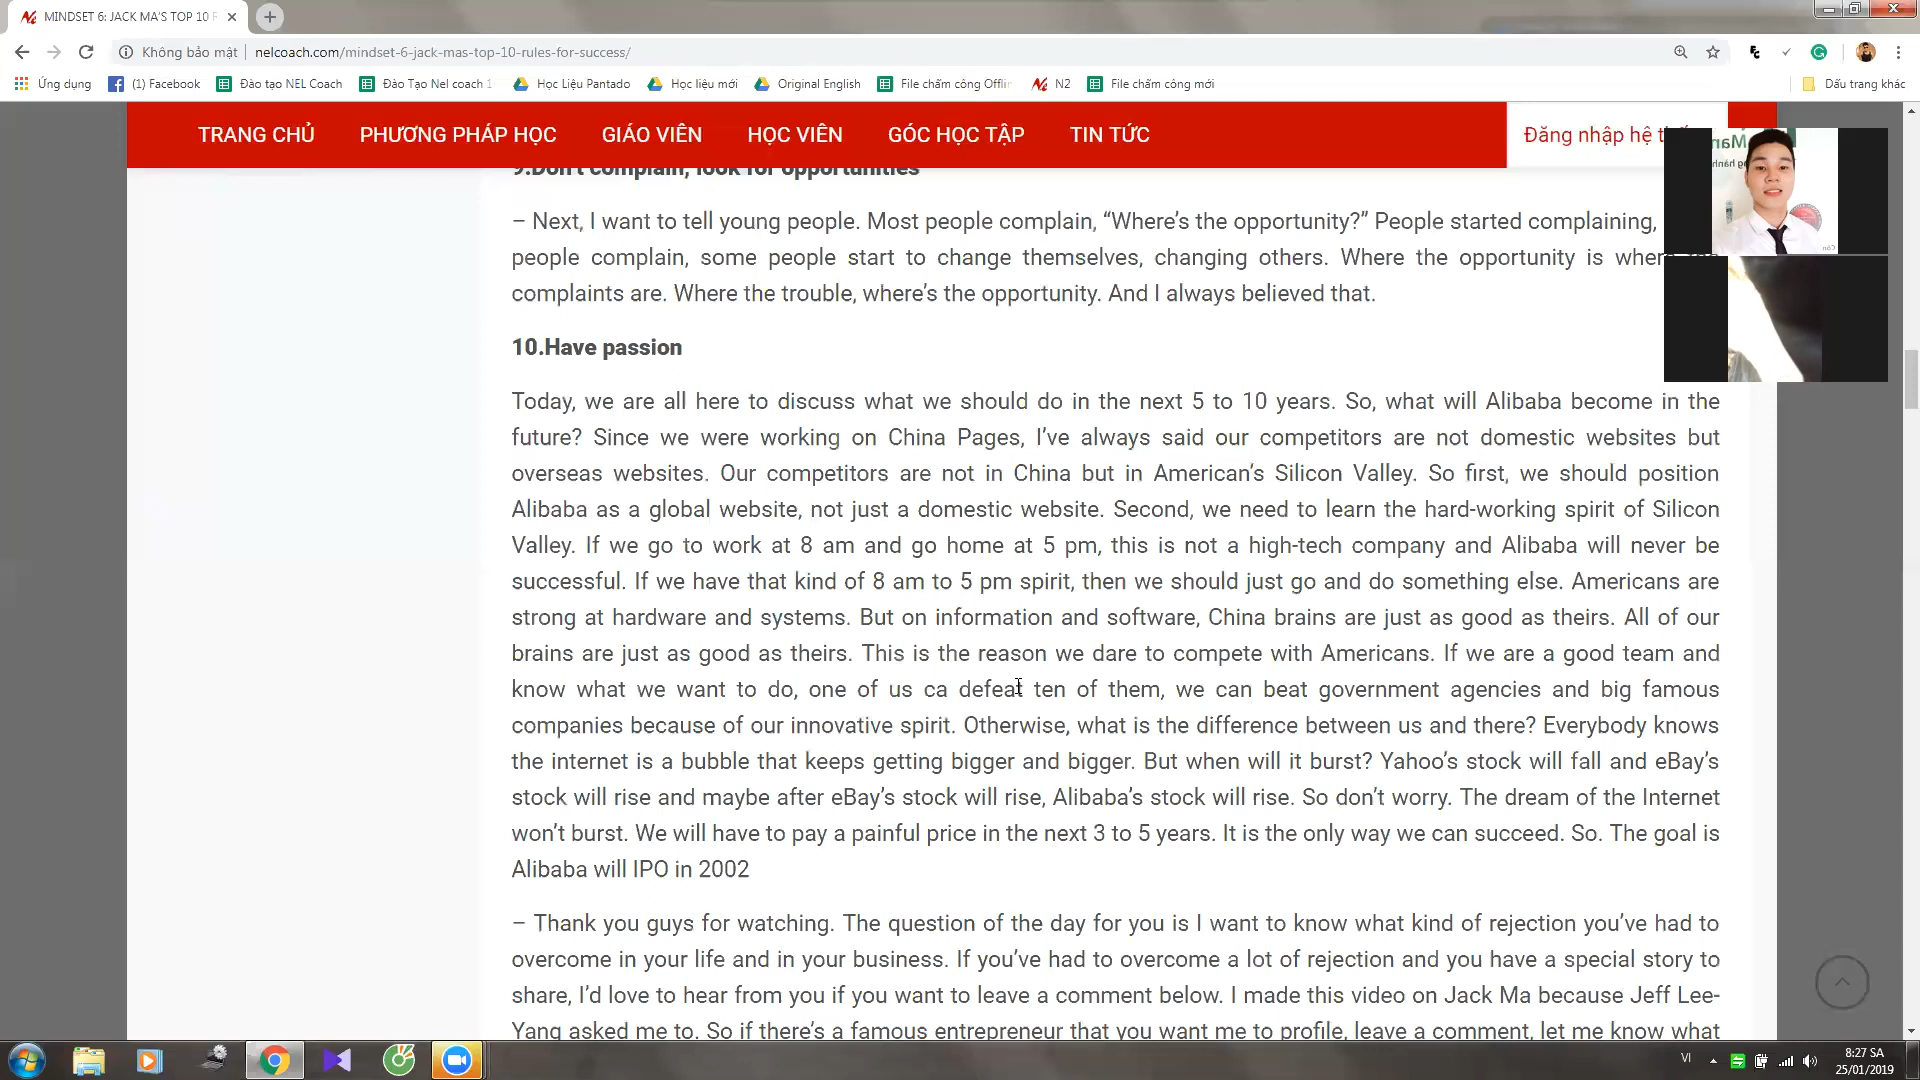 MINDSET 6: JACK MA'S TOP 10 R
Không bảo mật
nelcoach.com/mindset-6-jack-mas-top-10-rules-for-success/
Ứng dụng
(1) Facebook
Đào tạo NEL Coach
Đào Tạo Nel coach 1
Học Liệu Pantado
Học liệu mới
Original English
File chấm công Offlin
N2
File chấm công mới
Dấu trang khác
TRANG CHỦ
PHƯƠNG PHÁP HỌC
GIÁO VIÊN
HỌC VIÊN
GÓC HỌC TẬP
TIN TỨC
Đăng nhập hệ
9.Don't complain, look for opportunities
– Next, I want to tell young people. Most people complain, “Where’s the opportunity?” People started complaining,
people complain, some people start to change themselves, changing others. Where the opportunity is where
complaints are. Where the trouble, where’s the opportunity. And I always believed that.
10.Have passion
Today, we are all here to discuss what we should do in the next 5 to 10 years. So, what will Alibaba become in the
future? Since we were working on China Pages, I’ve always said our competitors are not domestic websites but
overseas websites. Our competitors are not in China but in American’s Silicon Valley. So first, we should position
Alibaba as a global website, not just a domestic website. Second, we need to learn the hard-working spirit of Silicon
Valley. If we go to work at 8 am and go home at 5 pm, this is not a high-tech company and Alibaba will never be
successful. If we have that kind of 8 am to 5 pm spirit, then we should just go and do something else. Americans are
strong at hardware and systems. But on information and software, China brains are just as good as theirs. All of our
brains are just as good as theirs. This is the reason we dare to compete with Americans. If we are a good team and
know what we want to do, one of us ca defeat ten of them, we can beat government agencies and big famous
companies because of our innovative spirit. Otherwise, what is the difference between us and there? Everybody knows
the internet is a bubble that keeps getting bigger and bigger. But when will it burst? Yahoo’s stock will fall and eBay’s
stock will rise and maybe after eBay’s stock will rise, Alibaba’s stock will rise. So don’t worry. The dream of the Internet
won’t burst. We will have to pay a painful price in the next 3 to 5 years. It is the only way we can succeed. So. The goal is
Alibaba will IPO in 2002
– Thank you guys for watching. The question of the day for you is I want to know what kind of rejection you’ve had to
overcome in your life and in your business. If you’ve had to overcome a lot of rejection and you have a special story to
share, I’d love to hear from you if you want to leave a comment below. I made this video on Jack Ma because Jeff Lee-
Yang asked me to. So if there’s a famous entrepreneur that you want me to profile, leave a comment, let me know what
VI
8:27 SA
25/01/2019